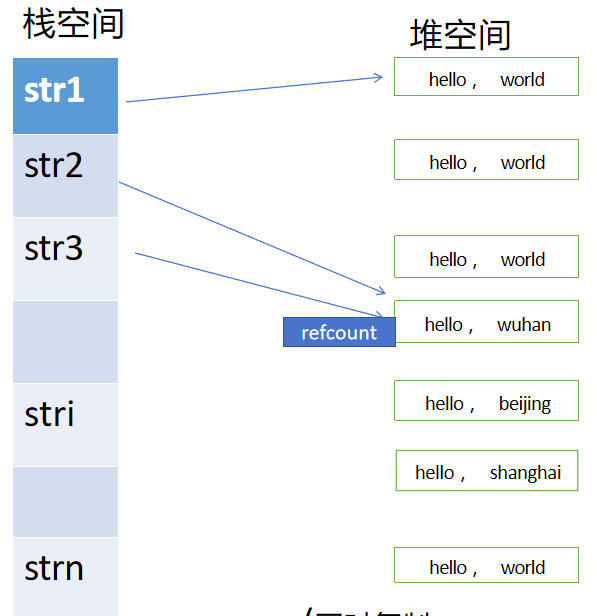 栈空间
堆空间
str1
hello， world
str2
hello， world
str3
hello， world
refcount
hello， wuhan
stri
hello， beijing
hello， shanghai
strn
hello， world